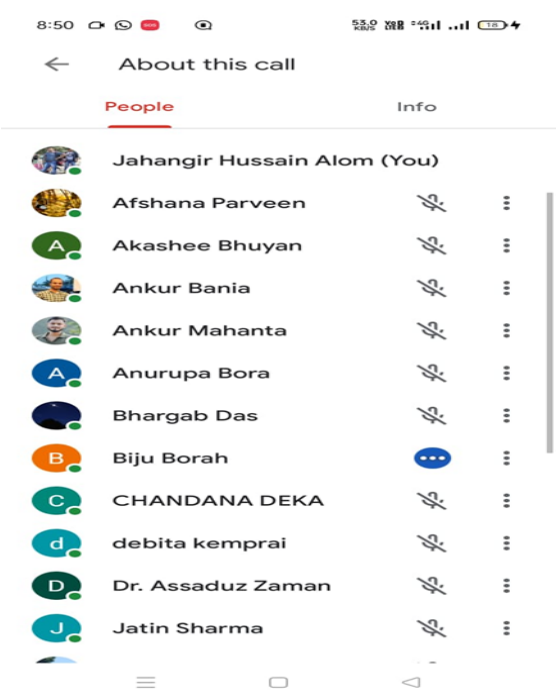 8:50
53.0 KB/S
4G
18
About this call
People
Info
Jahangir Hussain Alom (You)
Afshana Parveen
A Akashee Bhuyan
Ankur Bania
Ankur Mahanta
A Anurupa Bora
Bhargab Das
B Biju Borah
C CHANDANA DEKA
d debita kemprai
D Dr. Assaduz Zaman
J Jatin Sharma